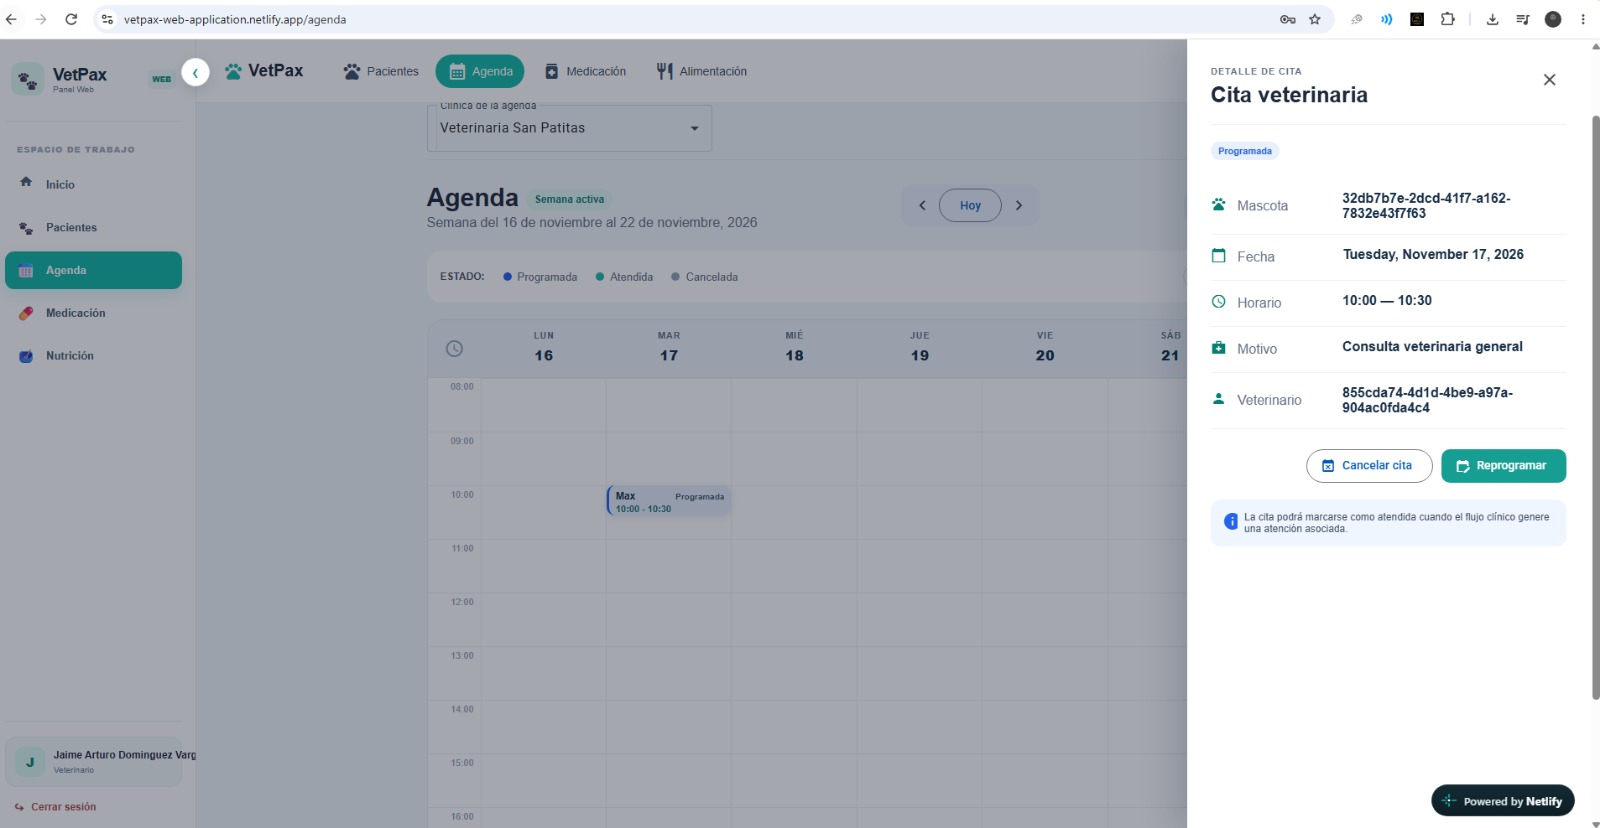 vetpax-web-application.netlify.app/agenda
VetPax
Panel Web
WEB
ESPACIO DE TRABAJO
Inicio
Pacientes
Agenda
Medicación
Nutrición
J
Jaime Arturo Dominguez Varg
Veterinario
Cerrar sesión
VetPax
Pacientes
Agenda
Medicación
Alimentación
Clínica de la agenda
Veterinaria San Patitas
Agenda
Semana activa
Semana del 16 de noviembre al 22 de noviembre, 2026
Hoy
ESTADO:
Programada
Atendida
Cancelada
LUN
16
MAR
17
MIÉ
18
JUE
19
VIE
20
SÁB
21
08:00
09:00
10:00
Max
Programada
10:00 - 10:30
11:00
12:00
13:00
14:00
15:00
16:00
DETALLE DE CITA
Cita veterinaria
Programada
Mascota
32db7b7e-2dcd-41f7-a162-
7832e43f7f63
Fecha
Tuesday, November 17, 2026
Horario
10:00 — 10:30
Motivo
Consulta veterinaria general
Veterinario
855cda74-4d1d-4be9-a97a-
904ac0fda4c4
Cancelar cita
Reprogramar
La cita podrá marcarse como atendida cuando el flujo clínico genere
una atención asociada.
Powered by Netlify